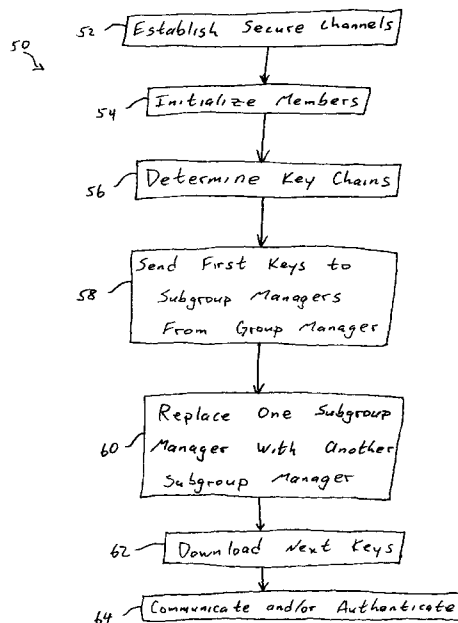 50
52
Establish Secure Channels
54
Initialize Members
56
Determine Key Chains
58
Send First Keys to
Subgroup Managers
From Group Manager
60
Replace One Subgroup
Manager With Another
Subgroup Manager
62
Download Next Keys
64
Communicate and/or Authenticate